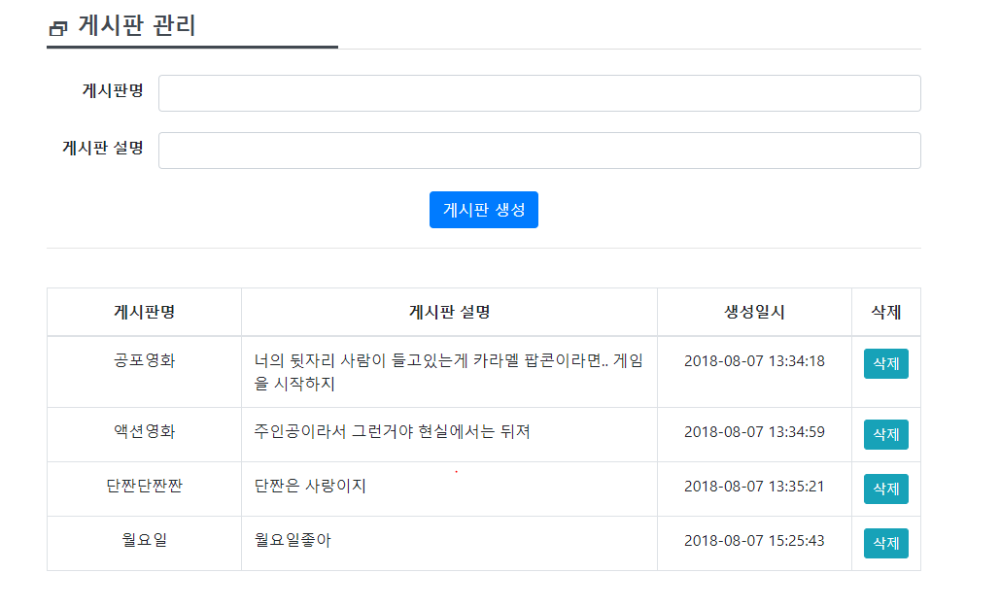 게시판 관리
게시판명
게시판 설명
게시판 생성
게시판명 게시판 설명 생성일시 삭제
공포영화 너의 뒷자리 사람이 들고있는게 카라멜 팝콘이라면.. 게임 2018-08-07 13:34:18 삭제
을 시작하지
액션영화 주인공이라서 그런거야 현실에서는 뒤져 2018-08-07 13:34:59 삭제
단짠단짠짠 단짠은 사랑이지 2018-08-07 13:35:21 삭제
월요일 월요일좋아 2018-08-07 15:25:43 삭제